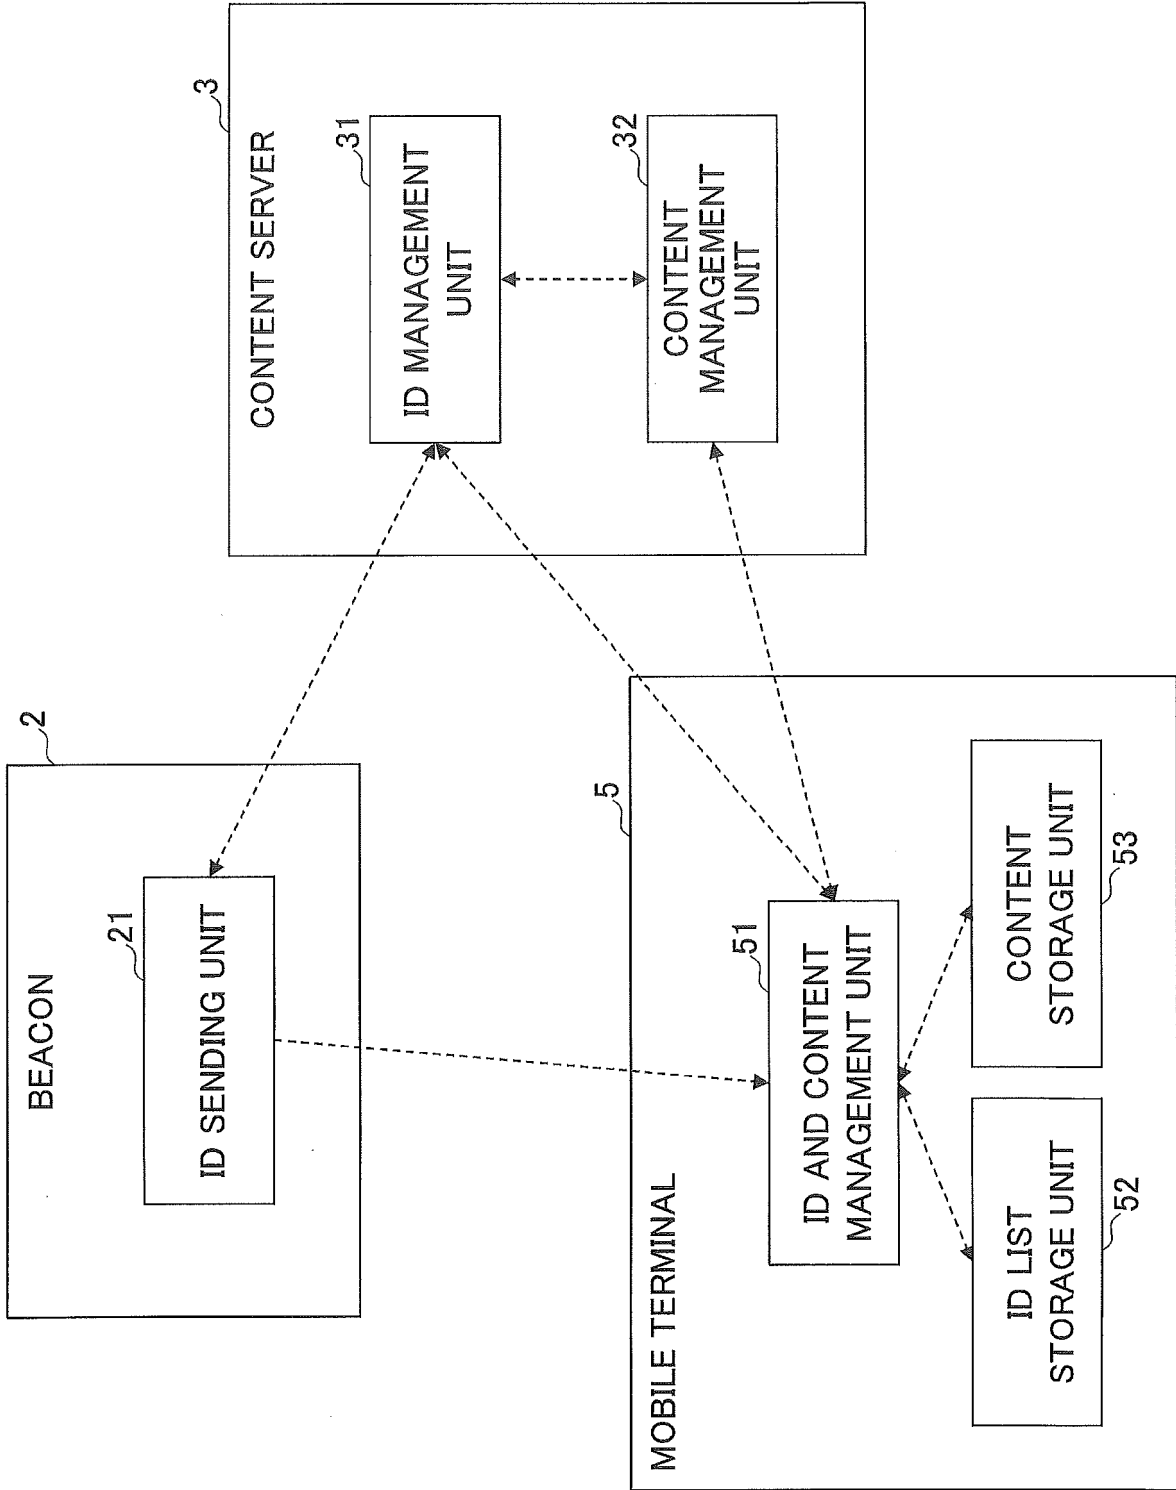 BEACON
2
21
ID SENDING UNIT
CONTENT SERVER
3
31
ID MANAGEMENT
UNIT
32
CONTENT
MANAGEMENT
UNIT
MOBILE TERMINAL
5
51
ID AND CONTENT
MANAGEMENT UNIT
ID LIST
STORAGE UNIT
52
CONTENT
STORAGE UNIT
53